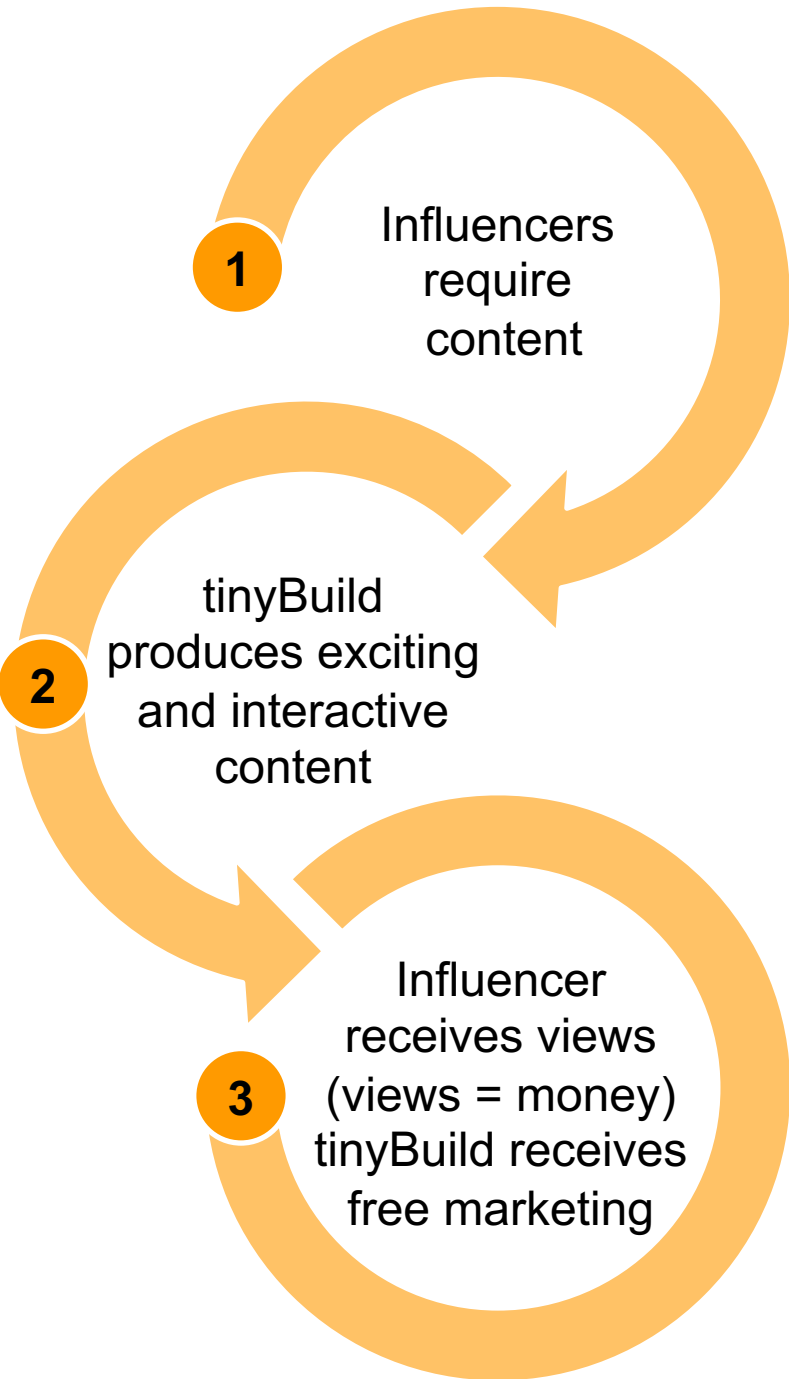 1
Influencers
require
content
2
tinyBuild
produces exciting
and interactive
content
3
Influencer
receives views
(views = money)
tinyBuild receives
free marketing